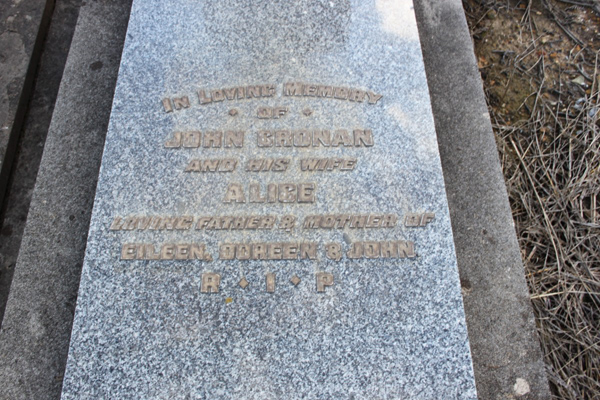 IN LOVING MEMORY
• OF •
JOHN CRONAN
AND HIS WIFE
ALICE
LOVING FATHER & MOTHER OF
EILEEN, DOREEN & JOHN
R • I • P